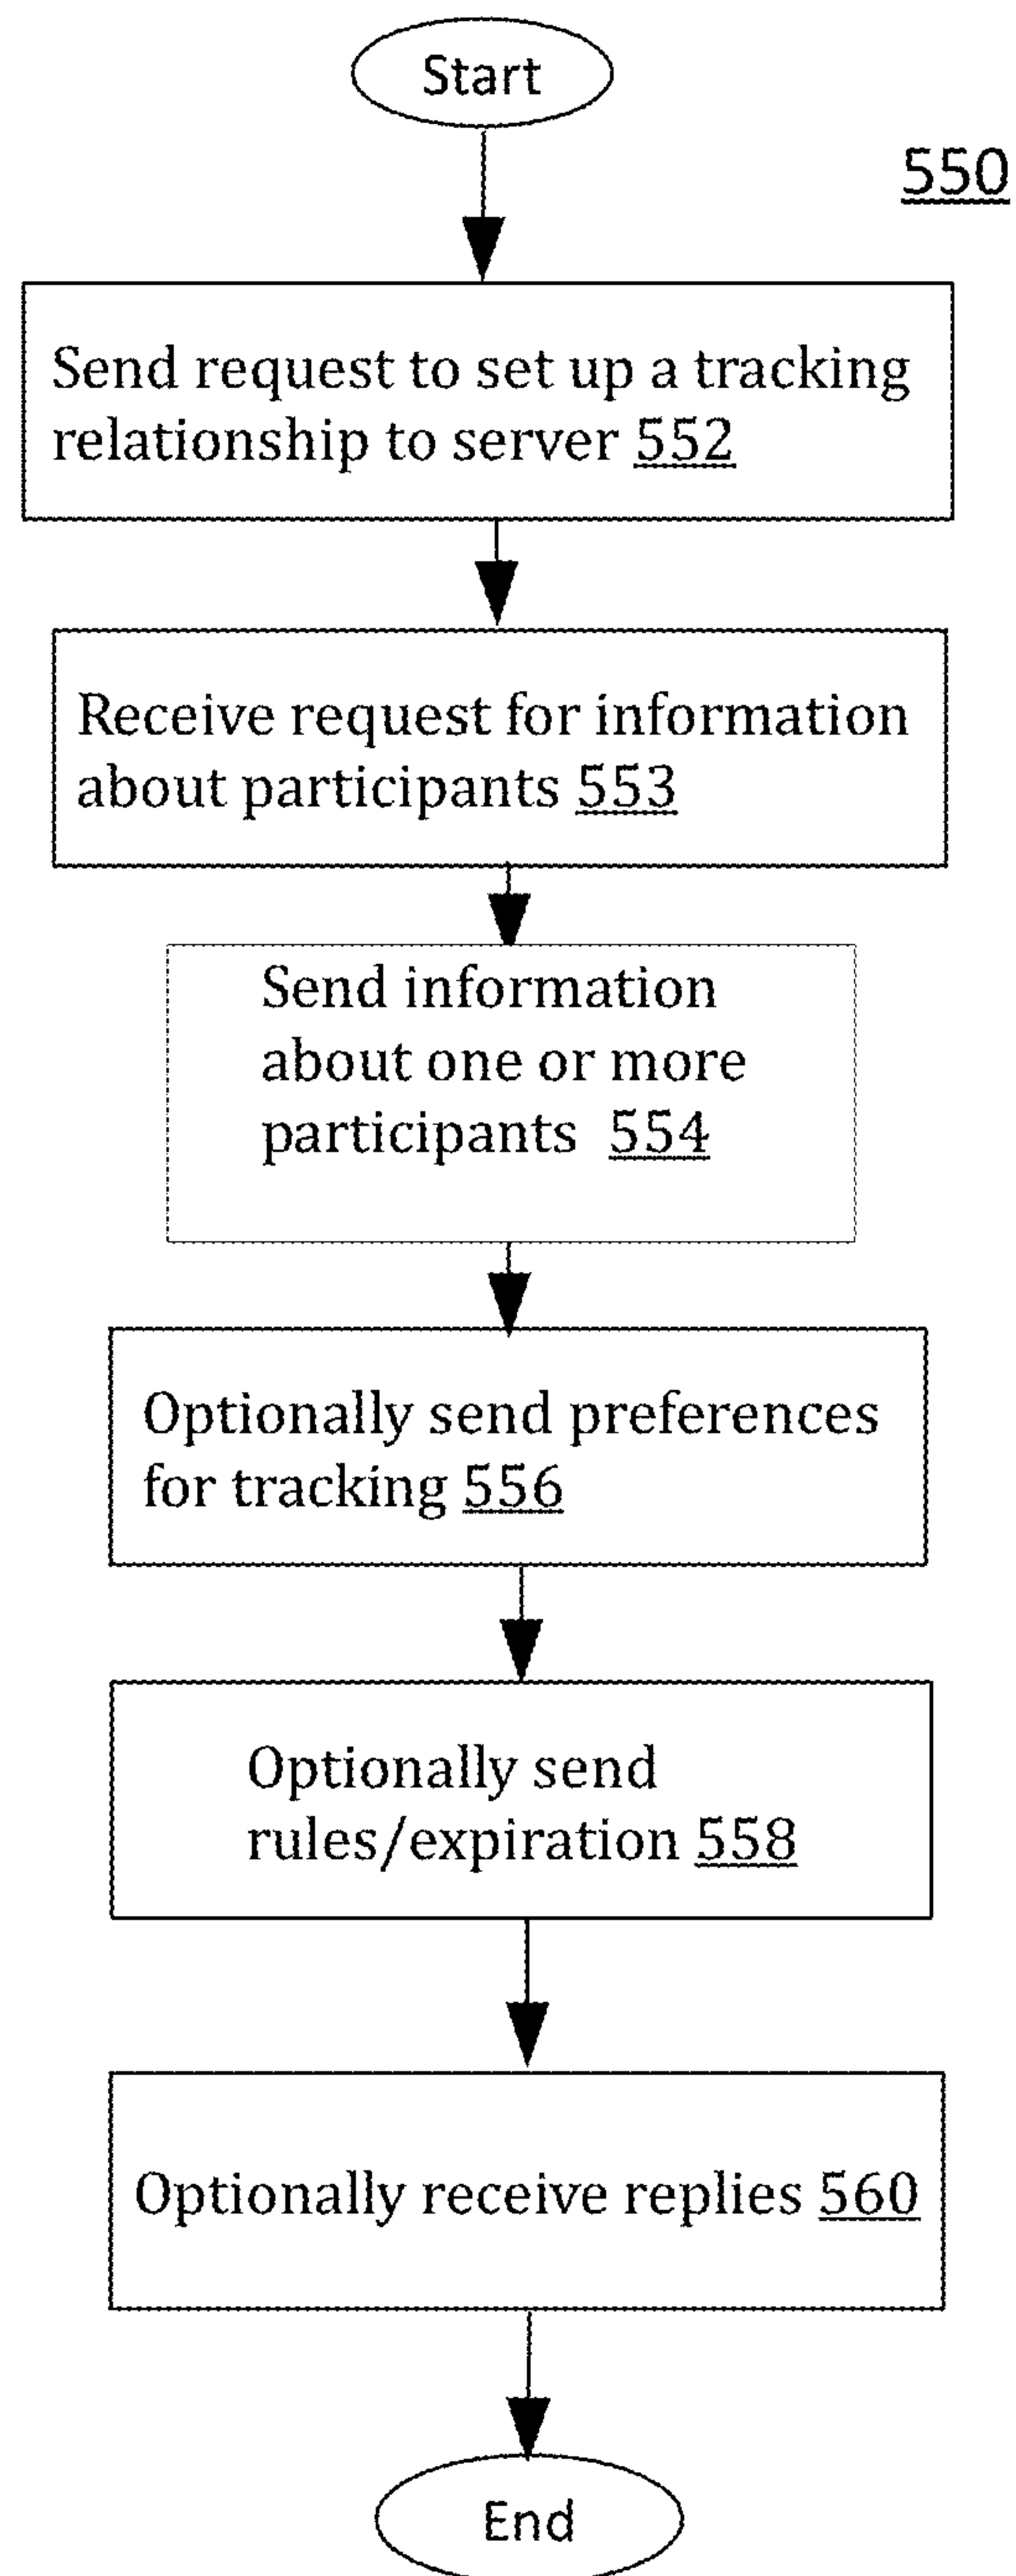 Start
550
Send request to set up a tracking
relationship to server 552
Receive request for information
about participants 553
Send information
about one or more
participants 554
Optionally send preferences
for tracking 556
Optionally send
rules/expiration 558
Optionally receive replies 560
End